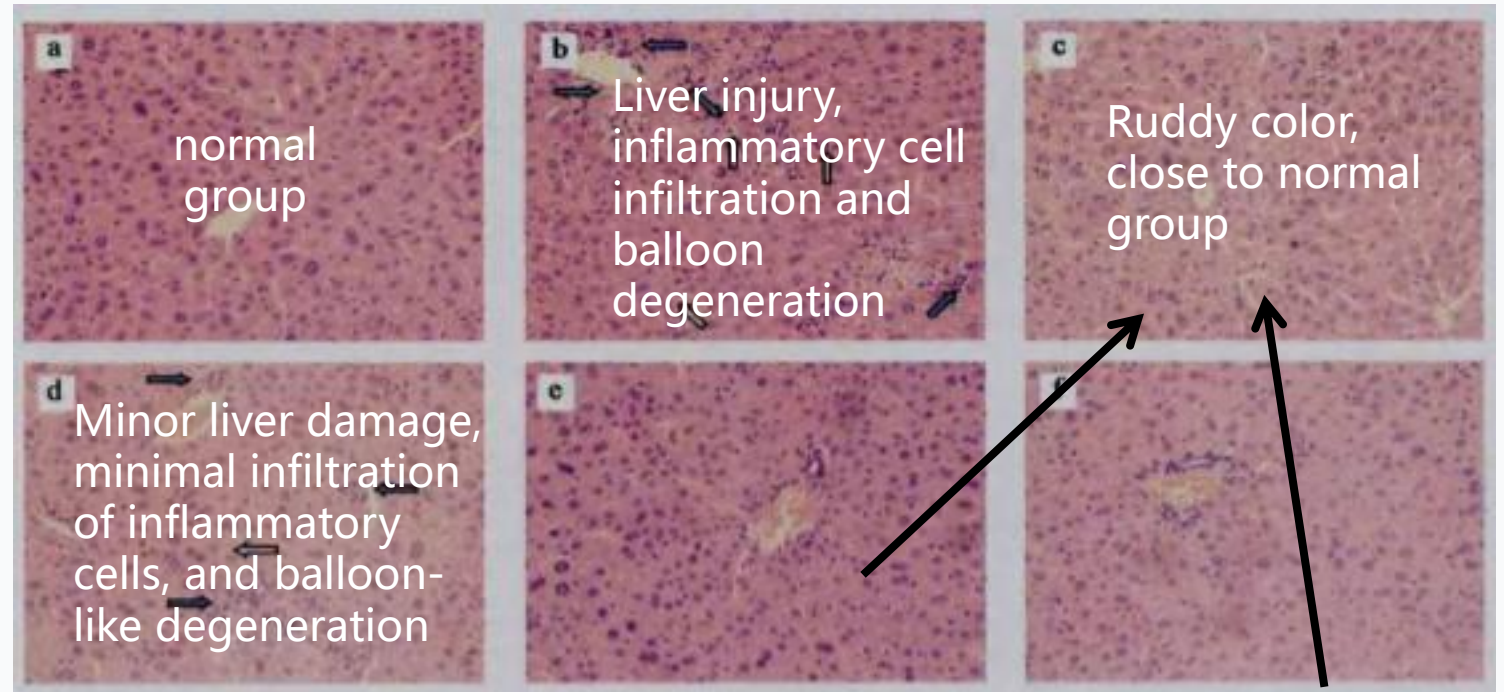 a
normal
group
b
Liver injury,
inflammatory cell
infiltration and
balloon
degeneration
c
Ruddy color,
close to normal
group
d
Minor liver damage,
minimal infiltration
of inflammatory
cells, and balloon-
like degeneration
e
f